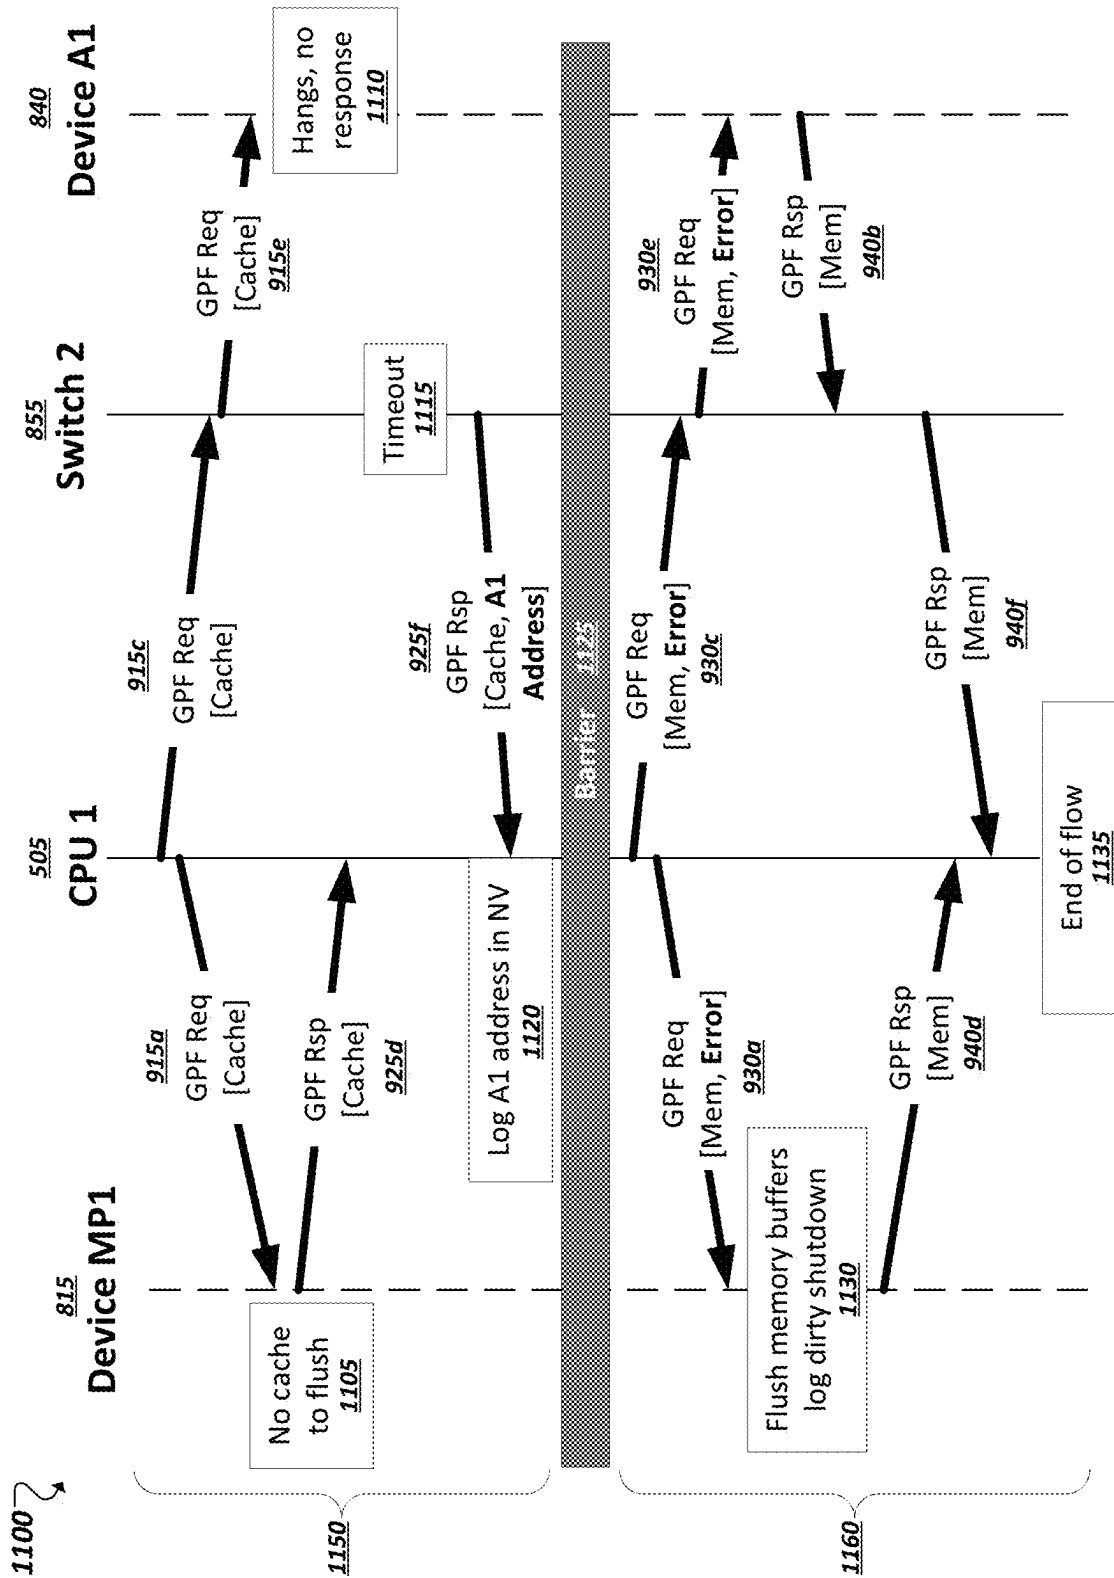 1100
815
Device MP1
505
CPU 1
855
Switch 2
840
Device A1
915a
GPF Req
[Cache]
915c
GPF Req
[Cache]
GPF Req
[Cache]
915e
No cache
to flush
1105
GPF Rsp
[Cache]
925d
Hangs, no
response
1110
Timeout
1115
925f
GPF Rsp
[Cache, A1
Address]
Log A1 address in NV
1120
1150
Barrier 1125
GPF Req
[Mem, Error]
930a
GPF Req
[Mem, Error]
930c
930e
GPF Req
[Mem, Error]
Flush memory buffers
log dirty shutdown
1130
GPF Rsp
[Mem]
940b
GPF Rsp
[Mem]
940d
GPF Rsp
[Mem]
940f
1160
End of flow
1135